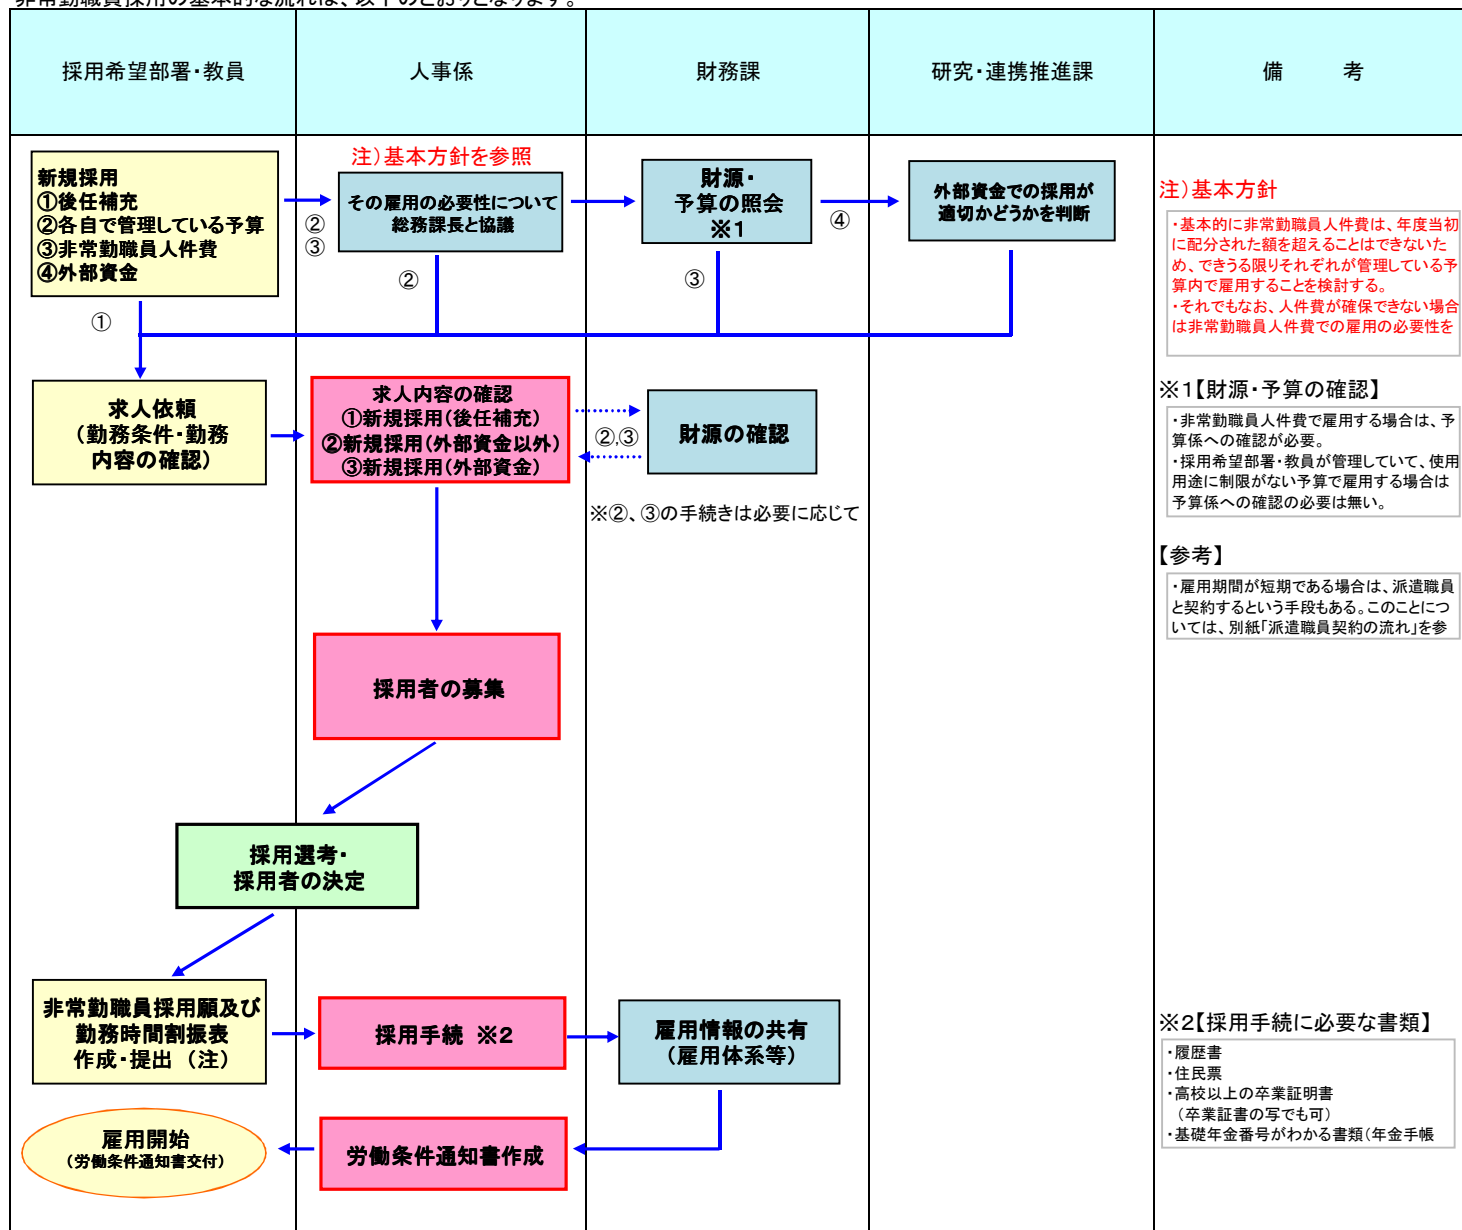 非常勤職員採用の基本的な流れは、以下のとおりとなります。
採用希望部署・教員
人事係
財務課
研究・連携推進課
備　考
新規採用
①後任補充
②各自で管理している予算
③非常勤職員人件費
④外部資金
②
③
注）基本方針を参照
その雇用の必要性について
総務課長と協議
財源・
予算の照会
※１
④
外部資金での採用が
適切かどうかを判断
①
②
③
注）基本方針
・基本的に非常勤職員人件費は、年度当初
に配分された額を超えることはできないた
め、できうる限りそれぞれが管理している予
算内で雇用することを検討する。
・それでもなお、人件費が確保できない場合
は非常勤職員人件費での雇用の必要性を
求人依頼
（勤務条件・勤務
内容の確認）
求人内容の確認
①新規採用（後任補充）
②新規採用（外部資金以外）
③新規採用（外部資金）
②,③
財源の確認
※②、③の手続きは必要に応じて
※１【財源・予算の確認】
・非常勤職員人件費で雇用する場合は、予
算係への確認が必要。
・採用希望部署・教員が管理していて、使用
用途に制限がない予算で雇用する場合は
予算係への確認の必要は無い。
【参考】
・雇用期間が短期である場合は、派遣職員
と契約するという手段もある。このことにつ
いては、別紙「派遣職員契約の流れ」を参
採用者の募集
採用選考・
採用者の決定
非常勤職員採用願及び
勤務時間割振表
作成・提出（注）
採用手続　※２
雇用情報の共有
（雇用体系等）
※２【採用手続に必要な書類】
・履歴書
・住民票
・高校以上の卒業証明書
（卒業証書の写でも可）
・基礎年金番号がわかる書類（年金手帳
雇用開始
（労働条件通知書交付）
労働条件通知書作成